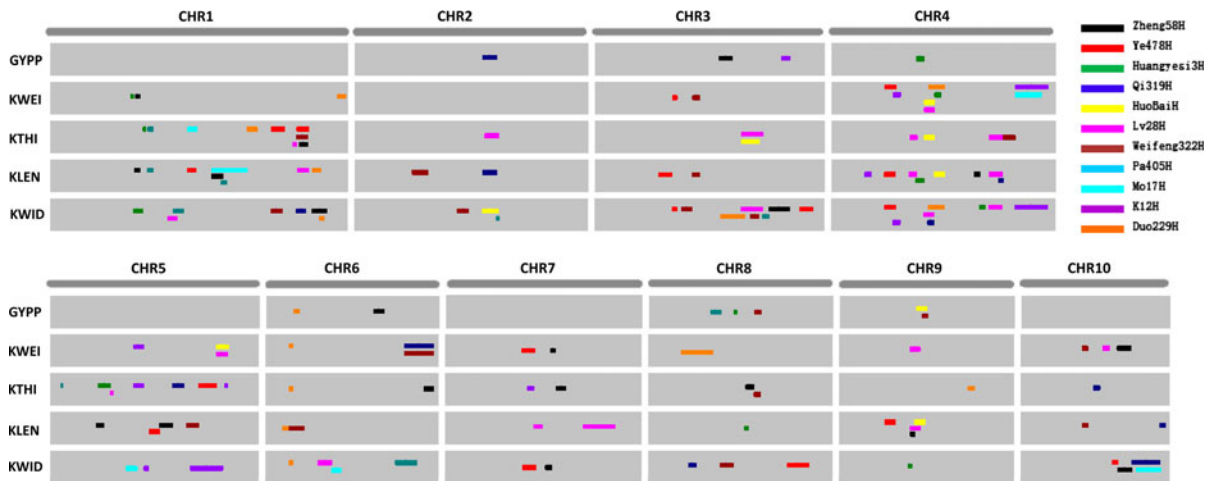 CHR1 CHR2 CHR3 CHR4
GYPP
KWEI
KTHI
KLEN
KWID
Zheng58H
Ye478H
Huangyesi3H
Qi319H
HuoBaiH
Lv28H
Weifeng322H
Pa405H
Mo17H
Ki2H
Duo229H
CHR5 CHR6 CHR7 CHR8 CHR9 CHR10
GYPP
KWEI
KTHI
KLEN
KWID